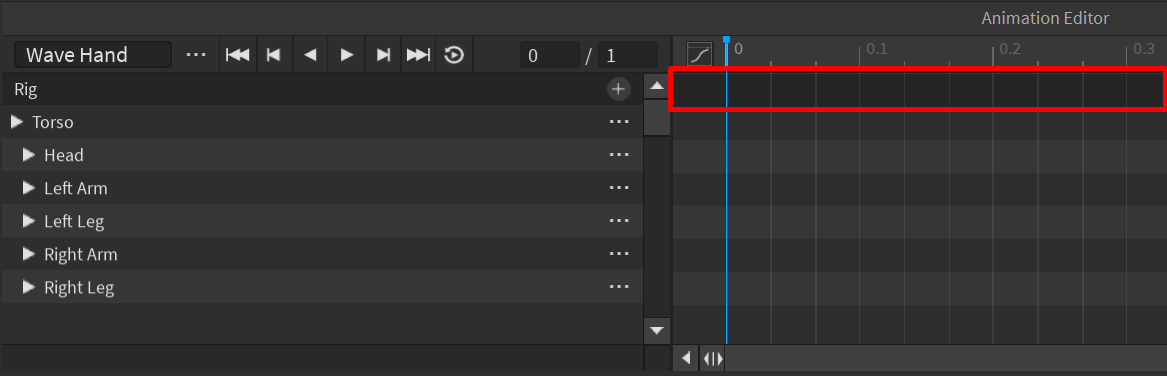 Animation Editor
Wave Hand ··· 0 / 1 0 0.1 0.2 0.3
Rig
Torso ···
Head ···
Left Arm ···
Left Leg ···
Right Arm ···
Right Leg ···